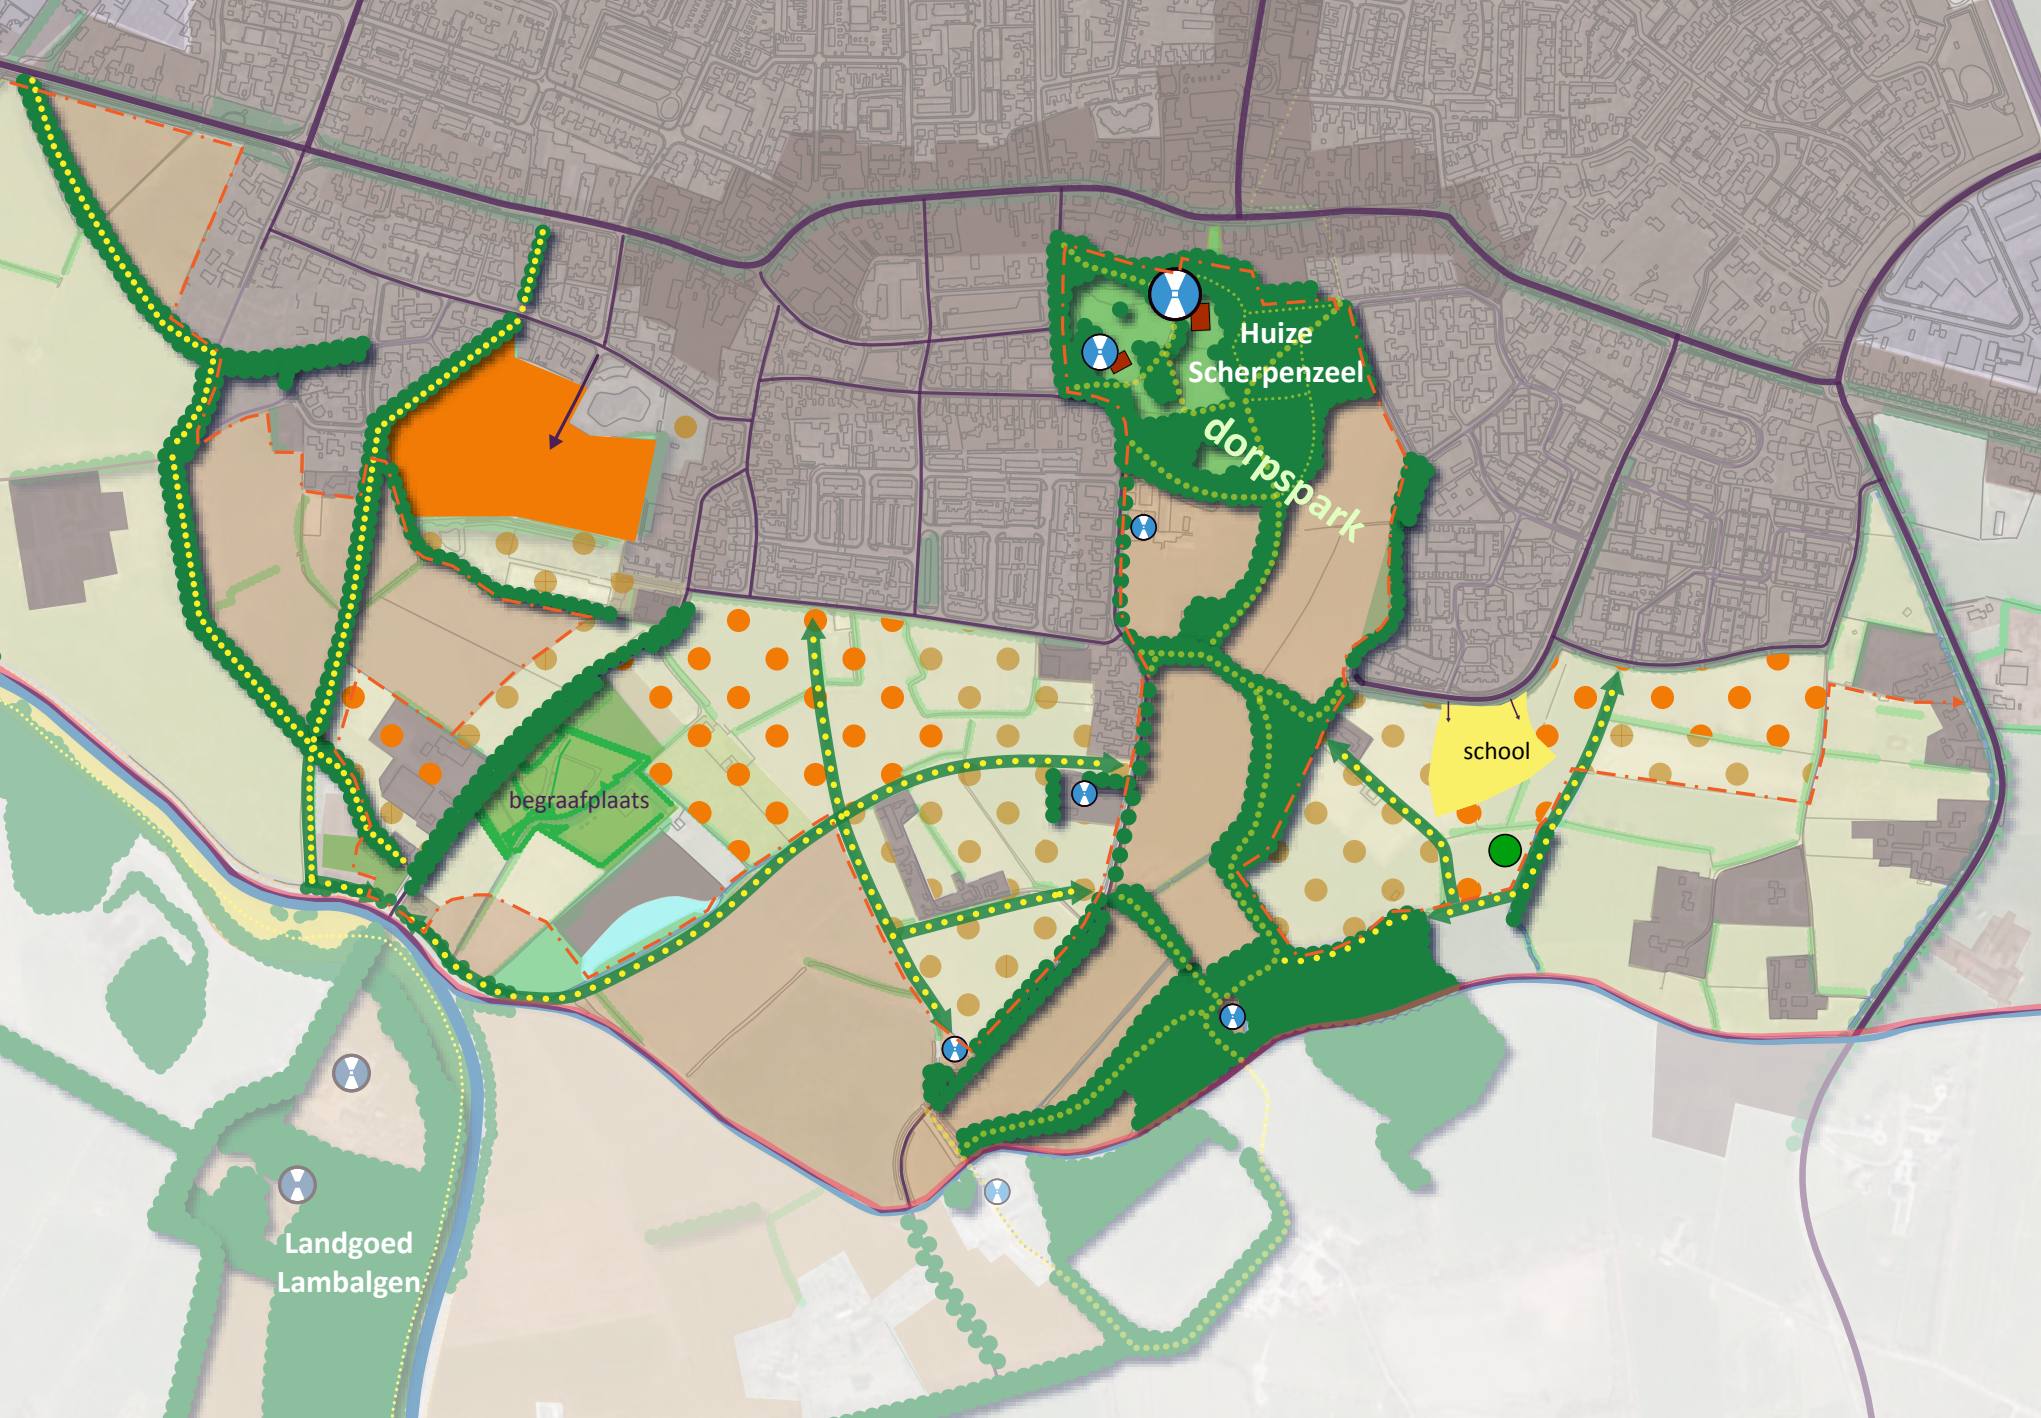 Huize
Scherpenzeel
dorpspark
school
begraafplaats
Landgoed
Lambalgen